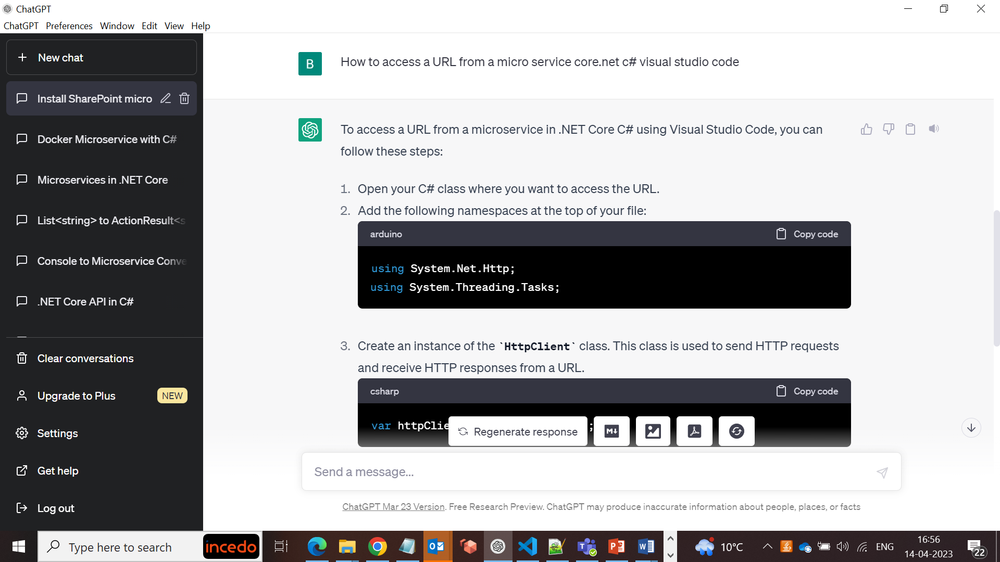 ChatGPT
ChatGPT Preferences Window Edit View Help
New chat
Install SharePoint micro
Docker Microservice with C#
Microservices in .NET Core
List<string> to ActionResult<s
Console to Microservice Conve
.NET Core API in C#
Clear conversations
Upgrade to Plus NEW
Settings
Get help
Log out
B
How to access a URL from a micro service core.net c# visual studio code
To access a URL from a microservice in .NET Core C# using Visual Studio Code, you can
follow these steps:
1. Open your C# class where you want to access the URL.
2. Add the following namespaces at the top of your file:
arduino
Copy code
using System.Net.Http;
using System.Threading.Tasks;
3. Create an instance of the `HttpClient` class. This class is used to send HTTP requests
and receive HTTP responses from a URL.
csharp
Copy code
var httpClie
;
Regenerate response
M
Send a message...
ChatGPT Mar 23 Version. Free Research Preview. ChatGPT may produce inaccurate information about people, places, or facts
Type here to search
incedo
10°C
ENG
16:56
14-04-2023
22